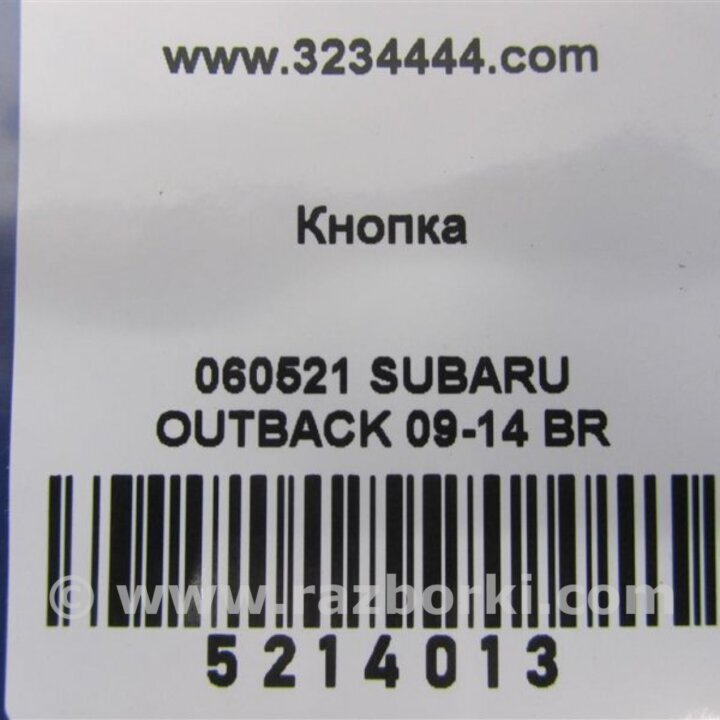 www.3234444.com
Кнопка
060521 SUBARU
OUTBACK 09-14 BR
© www.razborki.com
5214013